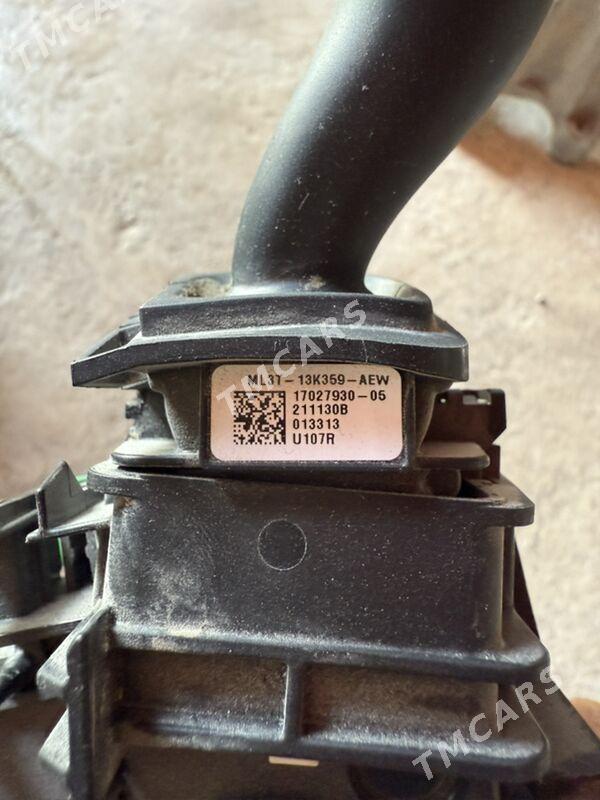 TMCARS
TMCARS
ML3T-13K359-AEW
17027930-05
211130B
013313
U107R
TMCARS